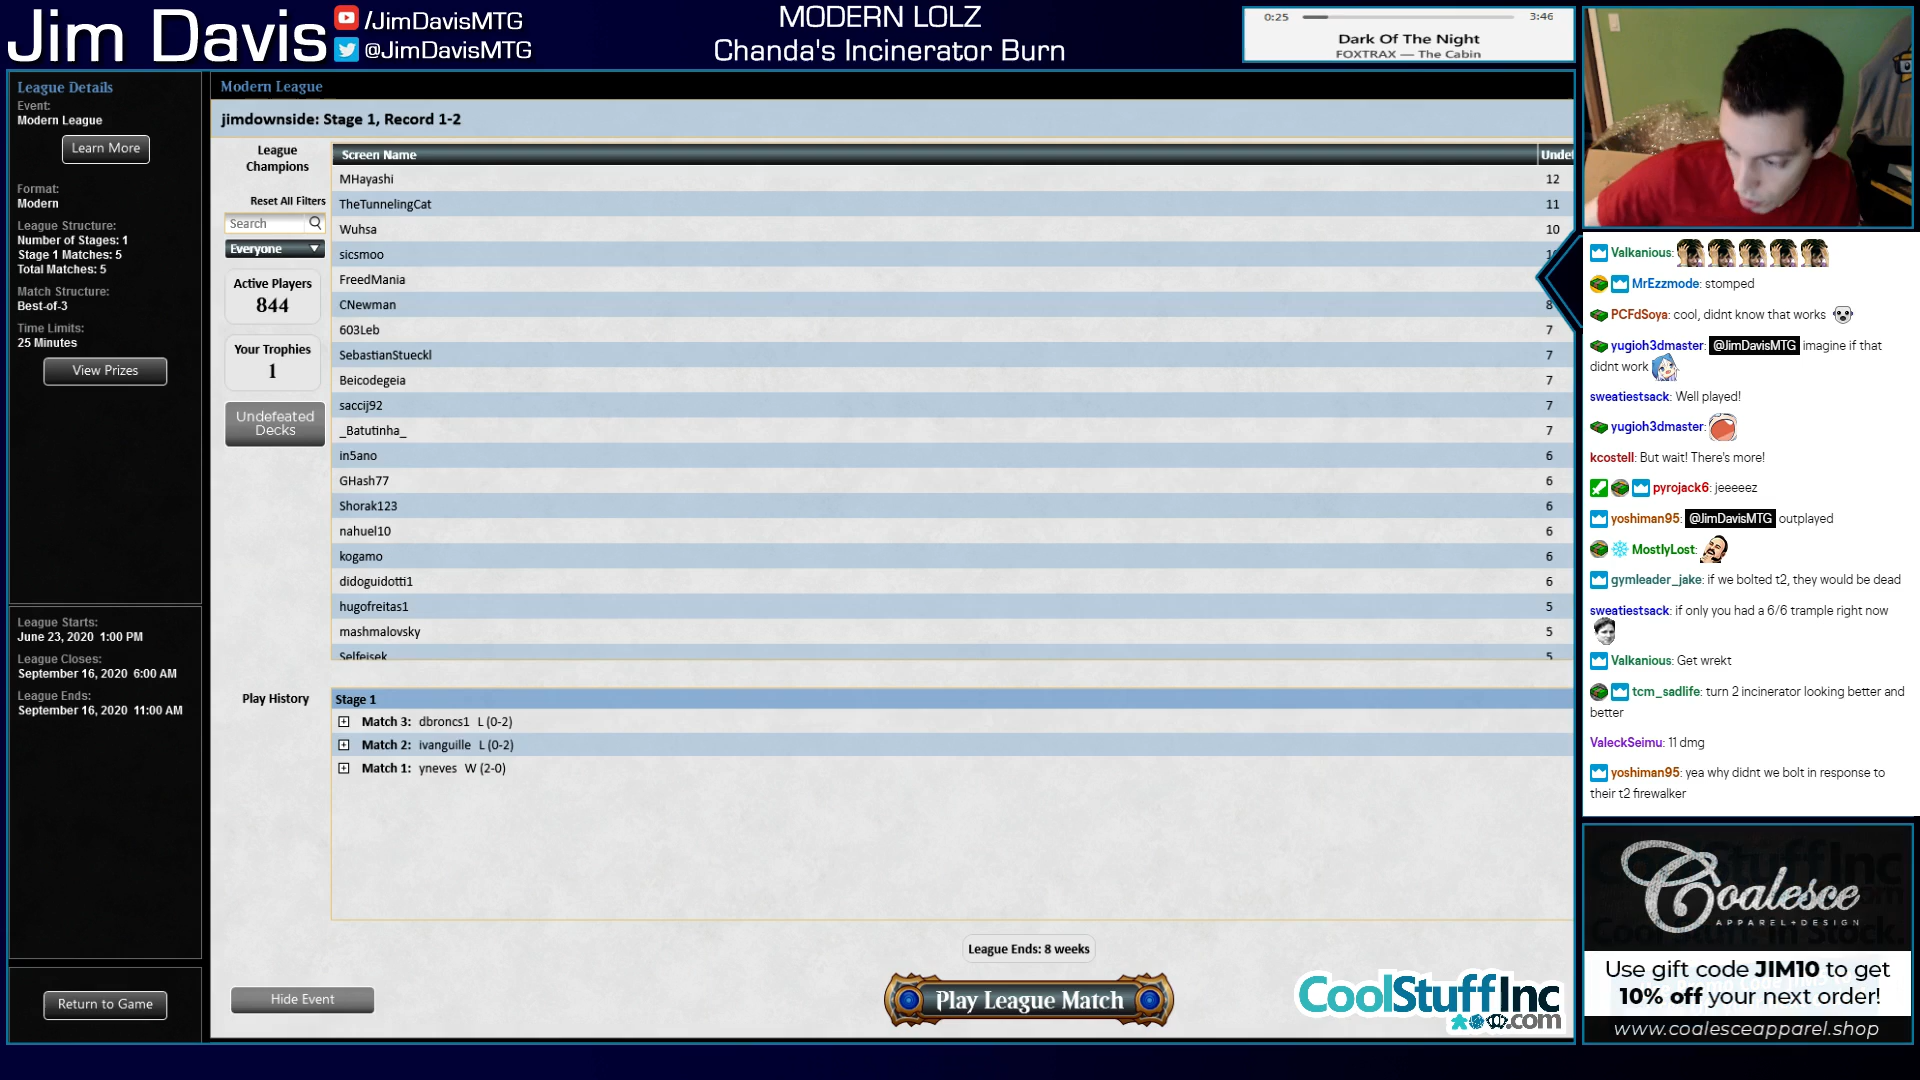 Jim Davis
/JimDavisMTG
@JimDavisMTG
MODERN LOLZ
Chanda's Incinerator Burn
0:25
3:46
Dark Of The Night
FOXTRAX — The Cabin
League Details
Event:
Modern League
Learn More
Format:
Modern
League Structure:
Number of Stages: 1
Stage 1 Matches: 5
Total Matches: 5
Match Structure:
Best-of-3
Time Limits:
25 Minutes
View Prizes
League Starts:
June 23, 2020 1:00 PM
League Closes:
September 16, 2020 6:00 AM
League Ends:
September 16, 2020 11:00 AM
Return to Game
Modern League
jimdownside: Stage 1, Record 1-2
League
Champions
Reset All Filters
Search
Everyone
Active Players
844
Your Trophies
1
Undefeated
Decks
Screen Name Undef
MHayashi 12
TheTunnelingCat 11
Wuhsa 10
sicsmoo
FreedMania
CNewman 8
603Leb 7
SebastianStueckl 7
Beicodegeia 7
saccij92 7
_Batutinha_ 7
in5ano 6
GHash77 6
Shorak123 6
nahuel10 6
kogamo 6
didoguidotti1 6
hugofreitas1 5
mashmalovsky 5
Selfeisek 5
Play History
Stage 1
Match 3: dbroncs1 L (0-2)
Match 2: ivanguille L (0-2)
Match 1: yneves W (2-0)
League Ends: 8 weeks
Hide Event
Play League Match
CoolStuffInc
.com
Valkanious:
MrEzzmode: stomped
PCFdSoya: cool, didnt know that works
yugioh3dmaster: @JimDavisMTG imagine if that
didnt work
sweatiestsack: Well played!
yugioh3dmaster:
kcostell: But wait! There's more!
pyrojack6: jeeeeez
yoshiman95: @JimDavisMTG outplayed
MostlyLost:
gymleader_jake: if we bolted t2, they would be dead
sweatiestsack: if only you had a 6/6 trample right now
Valkanious: Get wrekt
tcm_sadlife: turn 2 incinerator looking better and
better
ValeckSeimu: 11 dmg
yoshiman95: yea why didnt we bolt in response to
their t2 firewalker
Coalesce
APPAREL+DESIGN
Use gift code JIM10 to get
10% off your next order!
www.coalesceapparel.shop